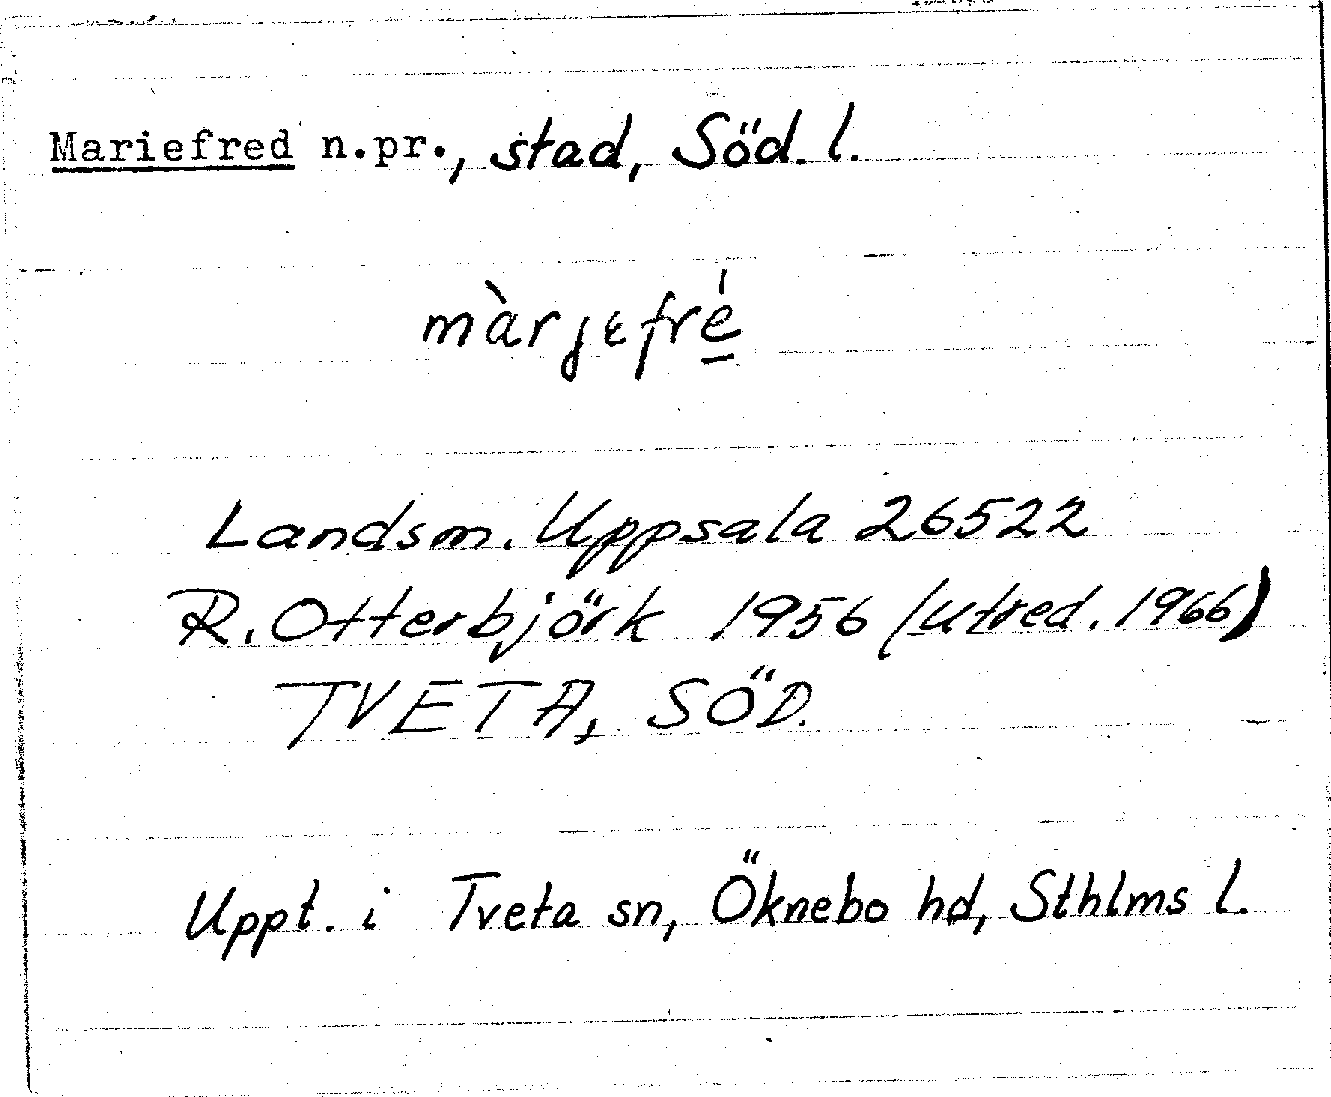 Mariefred n.pr., stad, Söd. l.
màrjɛfré̲
Landsm. Uppsala 26522
R. Otterbjörk 1956 (utred. 1966)
TVETA, SÖD.
Uppt. i Tveta sn, Öknebo hd, Sthlms l.